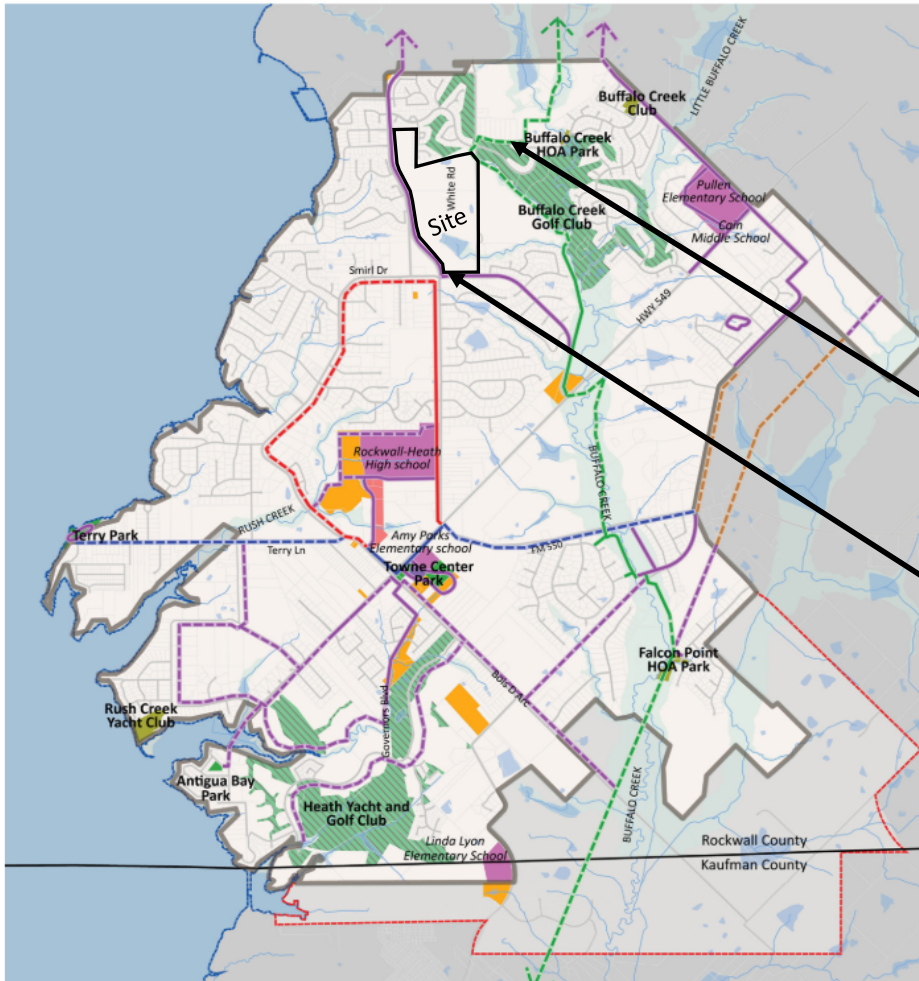 LITTLE BUFFALO CREEK
Buffalo Creek
Club
Buffalo Creek
HOA Park
White Rd
Site
Pullen
Elementary School
Buffalo Creek
Golf Club
Cain
Middle School
Smirl Dr
HWY 549
Rockwall-Heath
High school
BUFFALO CREEK
RUSH CREEK
Terry Park
Terry Ln
Amy Parks
Elementary school
FM 550
Towne Center
Park
Falcon Point
HOA Park
Bois D Arc
Rush Creek
Yacht Club
Governors Blvd
Antigua Bay
Park
Heath Yacht and
Golf Club
BUFFALO CREEK
Linda Lyon
Elementary School
Rockwall County
Kaufman County